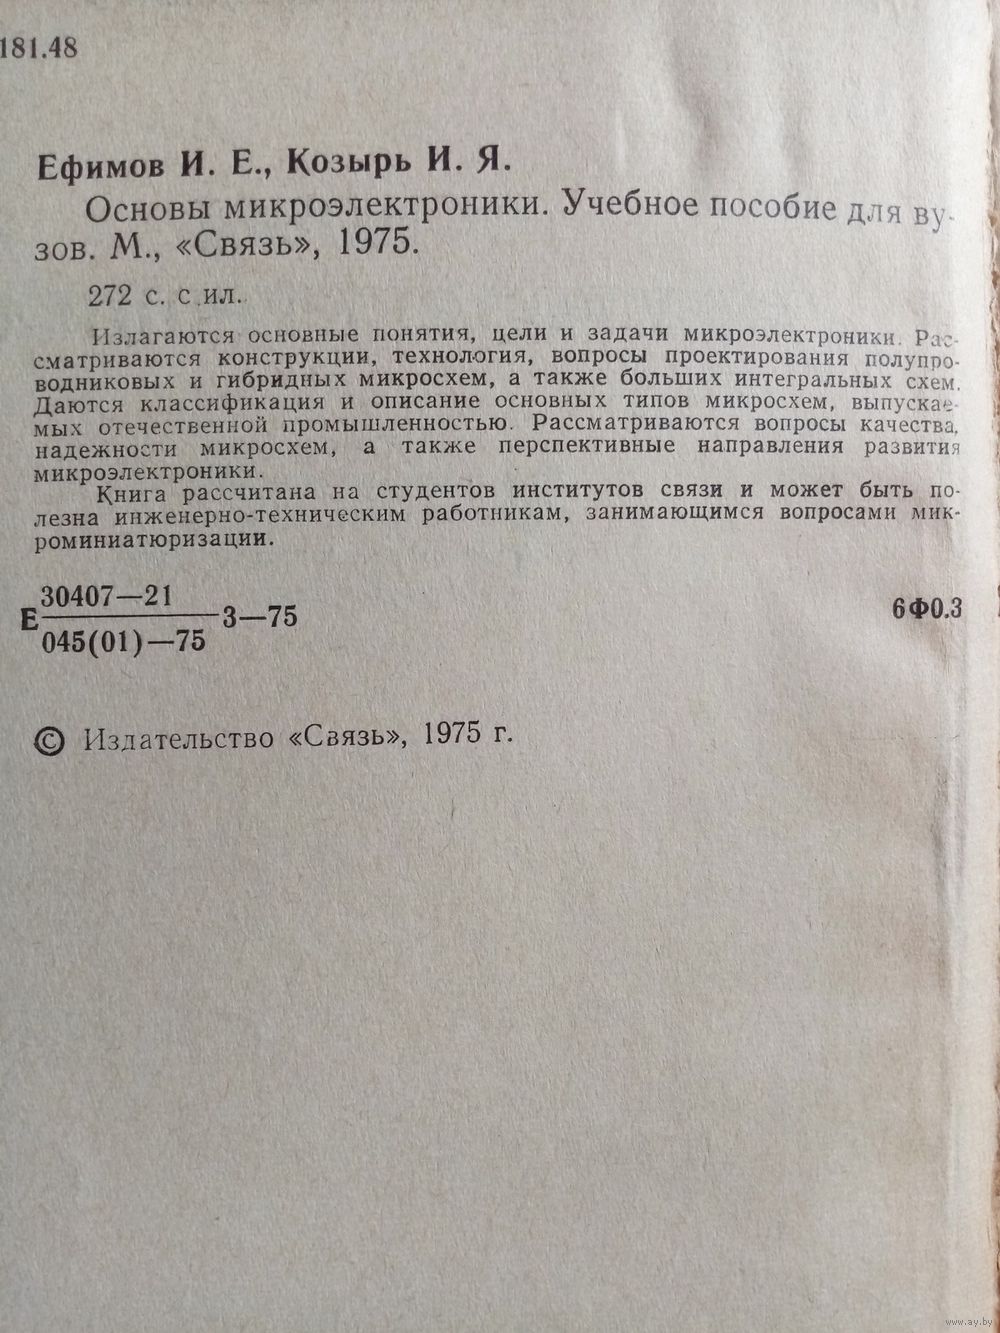 181.48
Ефимов И. Е., Козырь И. Я.
Основы микроэлектроники. Учебное пособие для ву-
зов. М., «Связь», 1975.
272 с. с ил.
Излагаются основные понятия, цели и задачи микроэлектроники. Рас-
сматриваются конструкции, технология, вопросы проектирования полупро-
водниковых и гибридных микросхем, а также больших интегральных схем.
Даются классификация и описание основных типов микросхем, выпускае-
мых отечественной промышленностью. Рассматриваются вопросы качества,
надежности микросхем, а также перспективные направления развития
микроэлектроники.
Книга рассчитана на студентов институтов связи и может быть по-
лезна инженерно-техническим работникам, занимающимся вопросами мик-
роминиатюризации.
30407—21
Е 3—75
045(01)—75
6Ф0.3
© Издательство «Связь», 1975 г.
www.ay.by